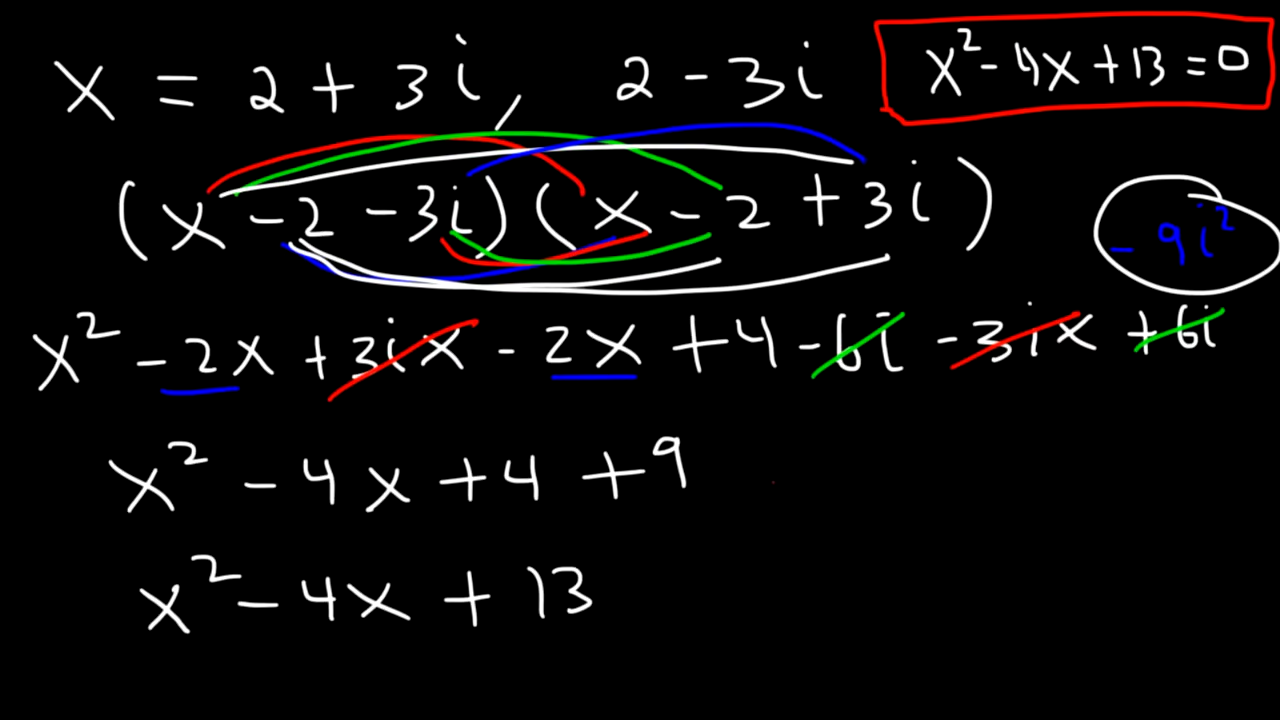 x = 2 + 3i, 2 - 3i
x² - 4x + 13 = 0
(x - 2 - 3i)(x - 2 + 3i)
- 9i²
x² - 2x + 3ix - 2x + 4 - 6i - 3ix + 6i
x² - 4x + 4 + 9
x² - 4x + 13